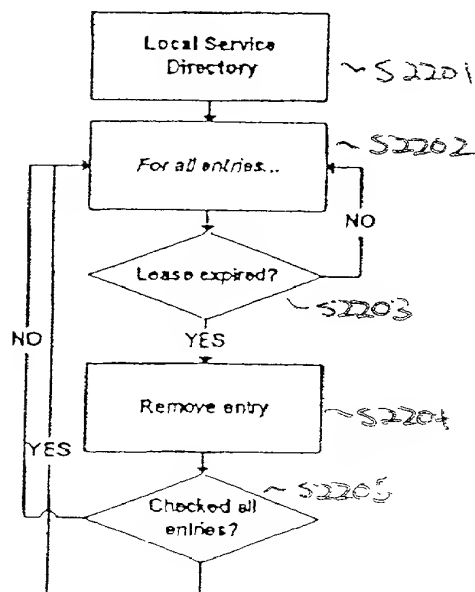 Local Service
Directory
~S2201
~S2202
For all entries...
NO
Lease expired?
~S2203
NO
YES
Remove entry
~S2204
YES
~S2205
Checked all
entries?